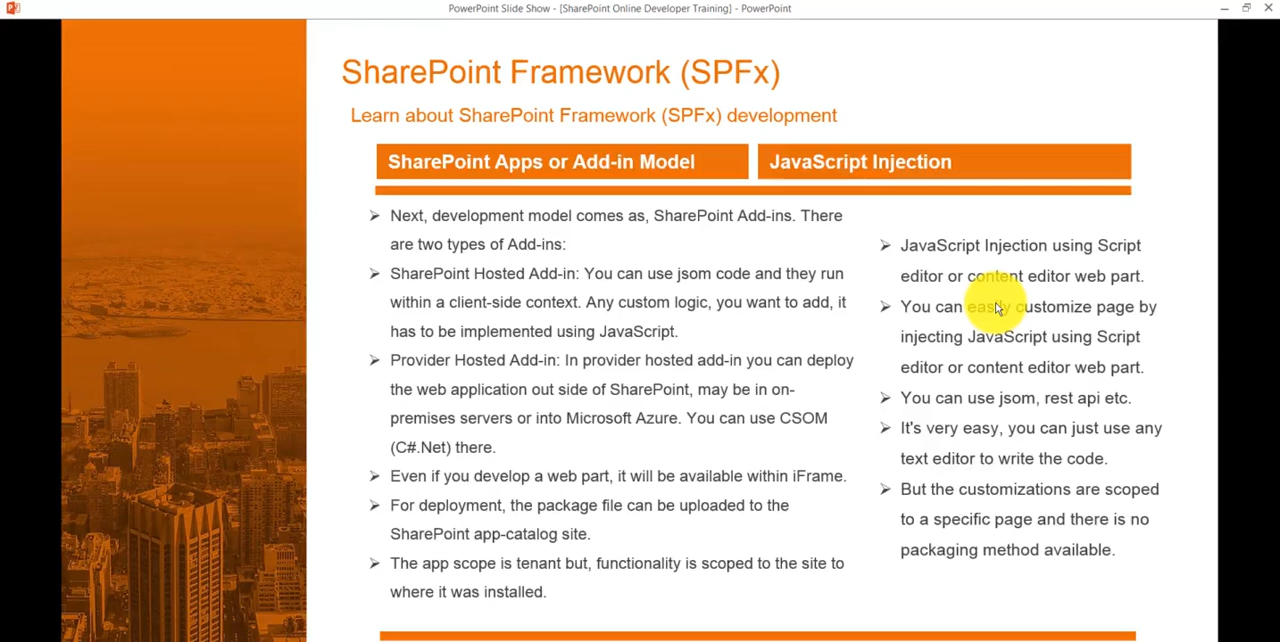 PowerPoint Slide Show - [SharePoint Online Developer Training] - PowerPoint
SharePoint Framework (SPFx)
Learn about SharePoint Framework (SPFx) development
SharePoint Apps or Add-in Model
Next, development model comes as, SharePoint Add-ins. There
are two types of Add-ins:
SharePoint Hosted Add-in: You can use jsom code and they run
within a client-side context. Any custom logic, you want to add, it
has to be implemented using JavaScript.
Provider Hosted Add-in: In provider hosted add-in you can deploy
the web application out side of SharePoint, may be in on-
premises servers or into Microsoft Azure. You can use CSOM
(C#.Net) there.
Even if you develop a web part, it will be available within iFrame.
For deployment, the package file can be uploaded to the
SharePoint app-catalog site.
The app scope is tenant but, functionality is scoped to the site to
where it was installed.
JavaScript Injection
JavaScript Injection using Script
editor or content editor web part.
You can easily customize page by
injecting JavaScript using Script
editor or content editor web part.
You can use jsom, rest api etc.
It's very easy, you can just use any
text editor to write the code.
But the customizations are scoped
to a specific page and there is no
packaging method available.